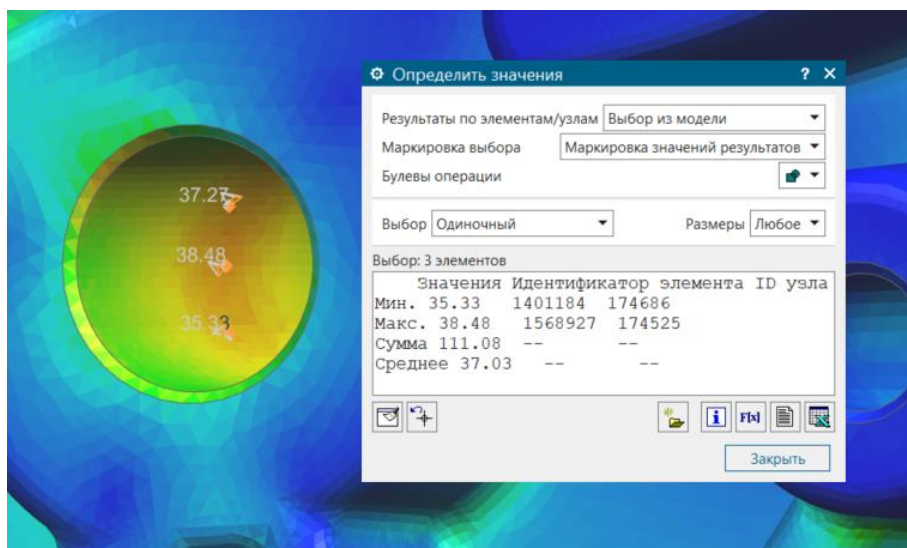 Определить значения ? ×
Результаты по элементам/узлам Выбор из модели
Маркировка выбора Маркировка значений результатов
Булевы операции
Выбор Одиночный Размеры Любое
Выбор: 3 элементов
Значения Идентификатор элемента ID узла
Мин. 35.33 1401184 174686
Макс. 38.48 1568927 174525
Сумма 111.08 -- --
Среднее 37.03 -- --
i F(x)
Закрыть
37.27
38.48
35.33